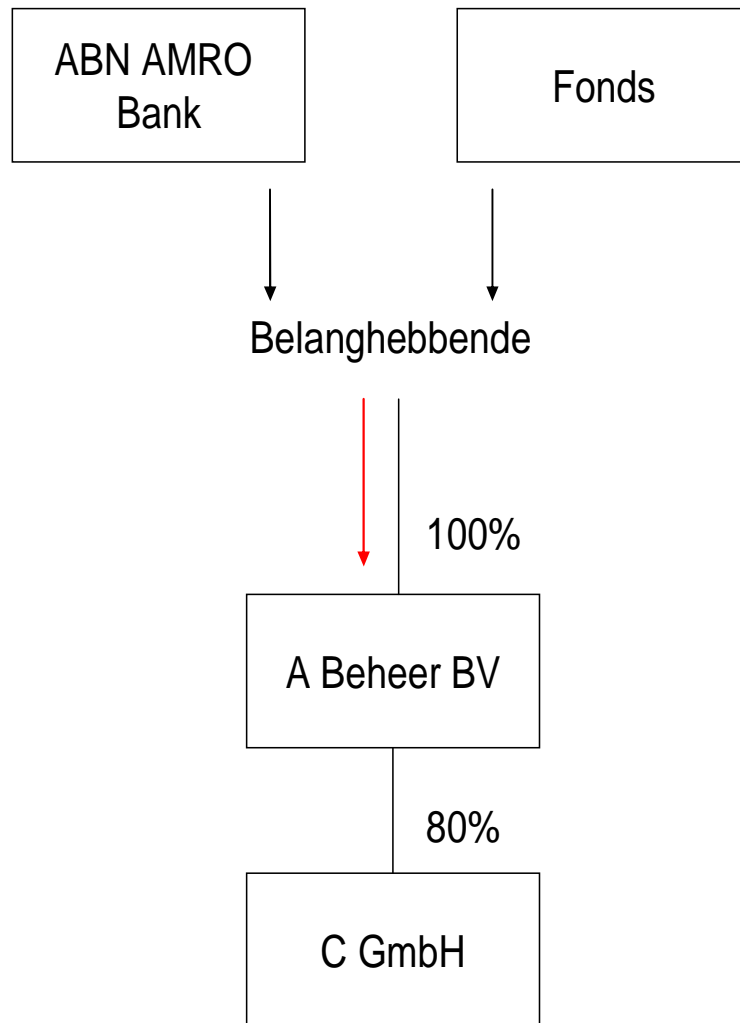 ABN AMRO
Bank
Fonds
Belanghebbende
100%
A Beheer BV
80%
C GmbH